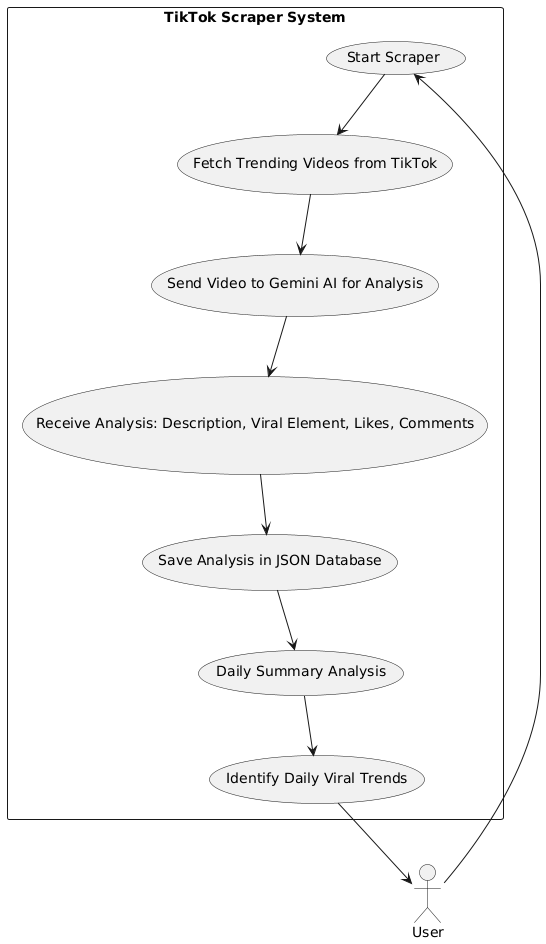 TikTok Scraper System
Start Scraper
Fetch Trending Videos from TikTok
Send Video to Gemini AI for Analysis
Receive Analysis: Description, Viral Element, Likes, Comments
Save Analysis in JSON Database
Daily Summary Analysis
Identify Daily Viral Trends
User